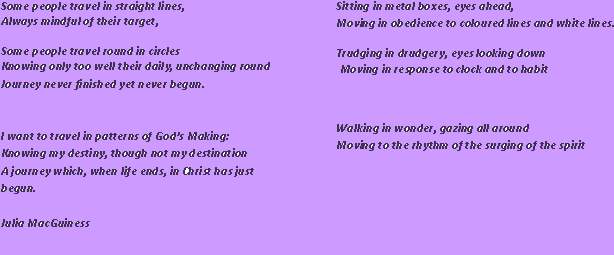 Some people travel in straight lines,
Always mindful of their target,
Sitting in metal boxes, eyes ahead,
Moving in obedience to coloured lines and white lines.
Some people travel round in circles
Knowing only too well their daily, unchanging round
Journey never finished yet never begun.
Trudging in drudgery, eyes looking down
Moving in response to clock and to habit
I want to travel in patterns of God's Making:
Knowing my destiny, though not my destination
A journey which, when life ends, in Christ has just
begun.
Walking in wonder, gazing all around
Moving to the rhythm of the surging of the spirit
Julia MacGuiness